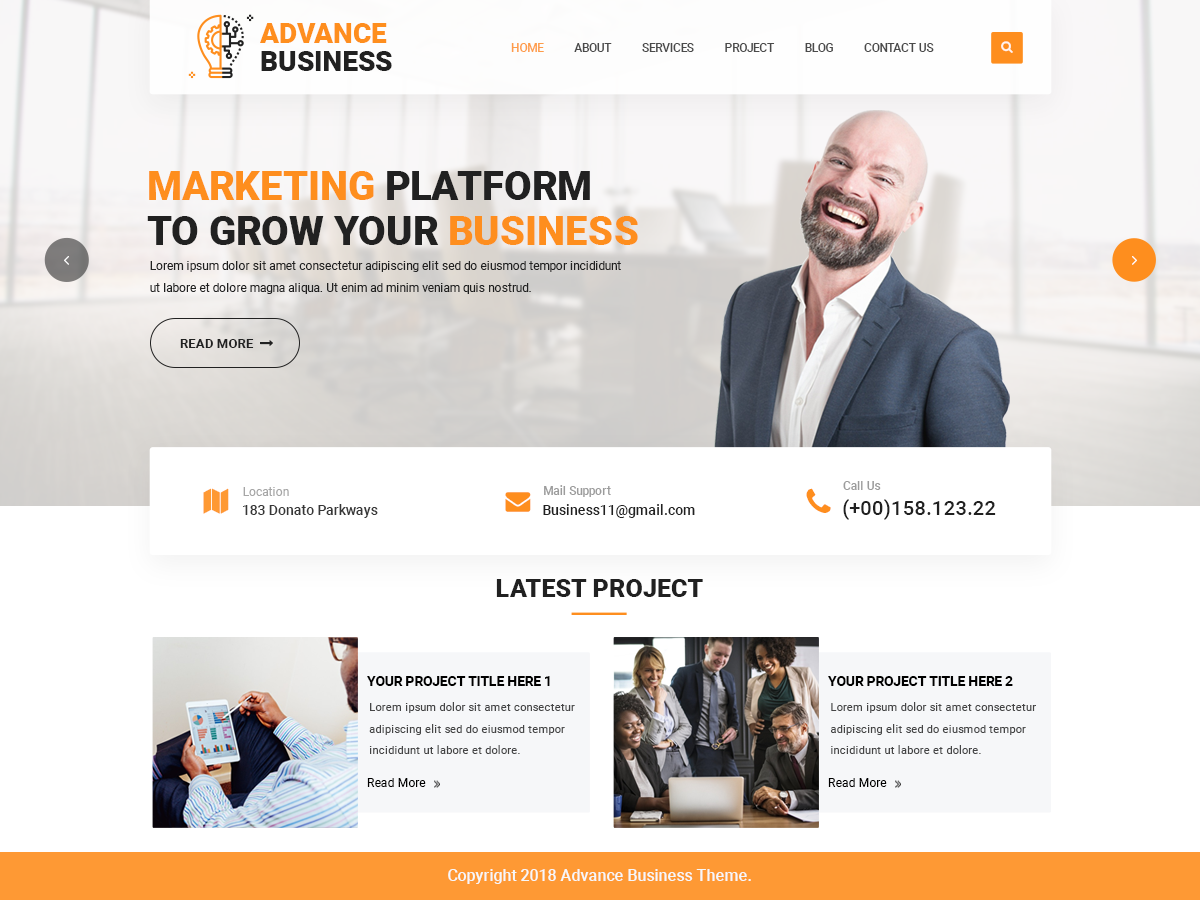 ADVANCE
BUSINESS
HOME ABOUT SERVICES PROJECT BLOG CONTACT US
MARKETING PLATFORM
TO GROW YOUR BUSINESS
Lorem ipsum dolor sit amet consectetur adipiscing elit sed do eiusmod tempor incididunt
ut labore et dolore magna aliqua. Ut enim ad minim veniam quis nostrud.
READ MORE
Location
183 Donato Parkways
Mail Support
Business11@gmail.com
Call Us
(+00)158.123.22
LATEST PROJECT
YOUR PROJECT TITLE HERE 1
Lorem ipsum dolor sit amet consectetur
adipiscing elit sed do eiusmod tempor
incididunt ut labore et dolore.
Read More
YOUR PROJECT TITLE HERE 2
Lorem ipsum dolor sit amet consectetur
adipiscing elit sed do eiusmod tempor
incididunt ut labore et dolore.
Read More
Copyright 2018 Advance Business Theme.